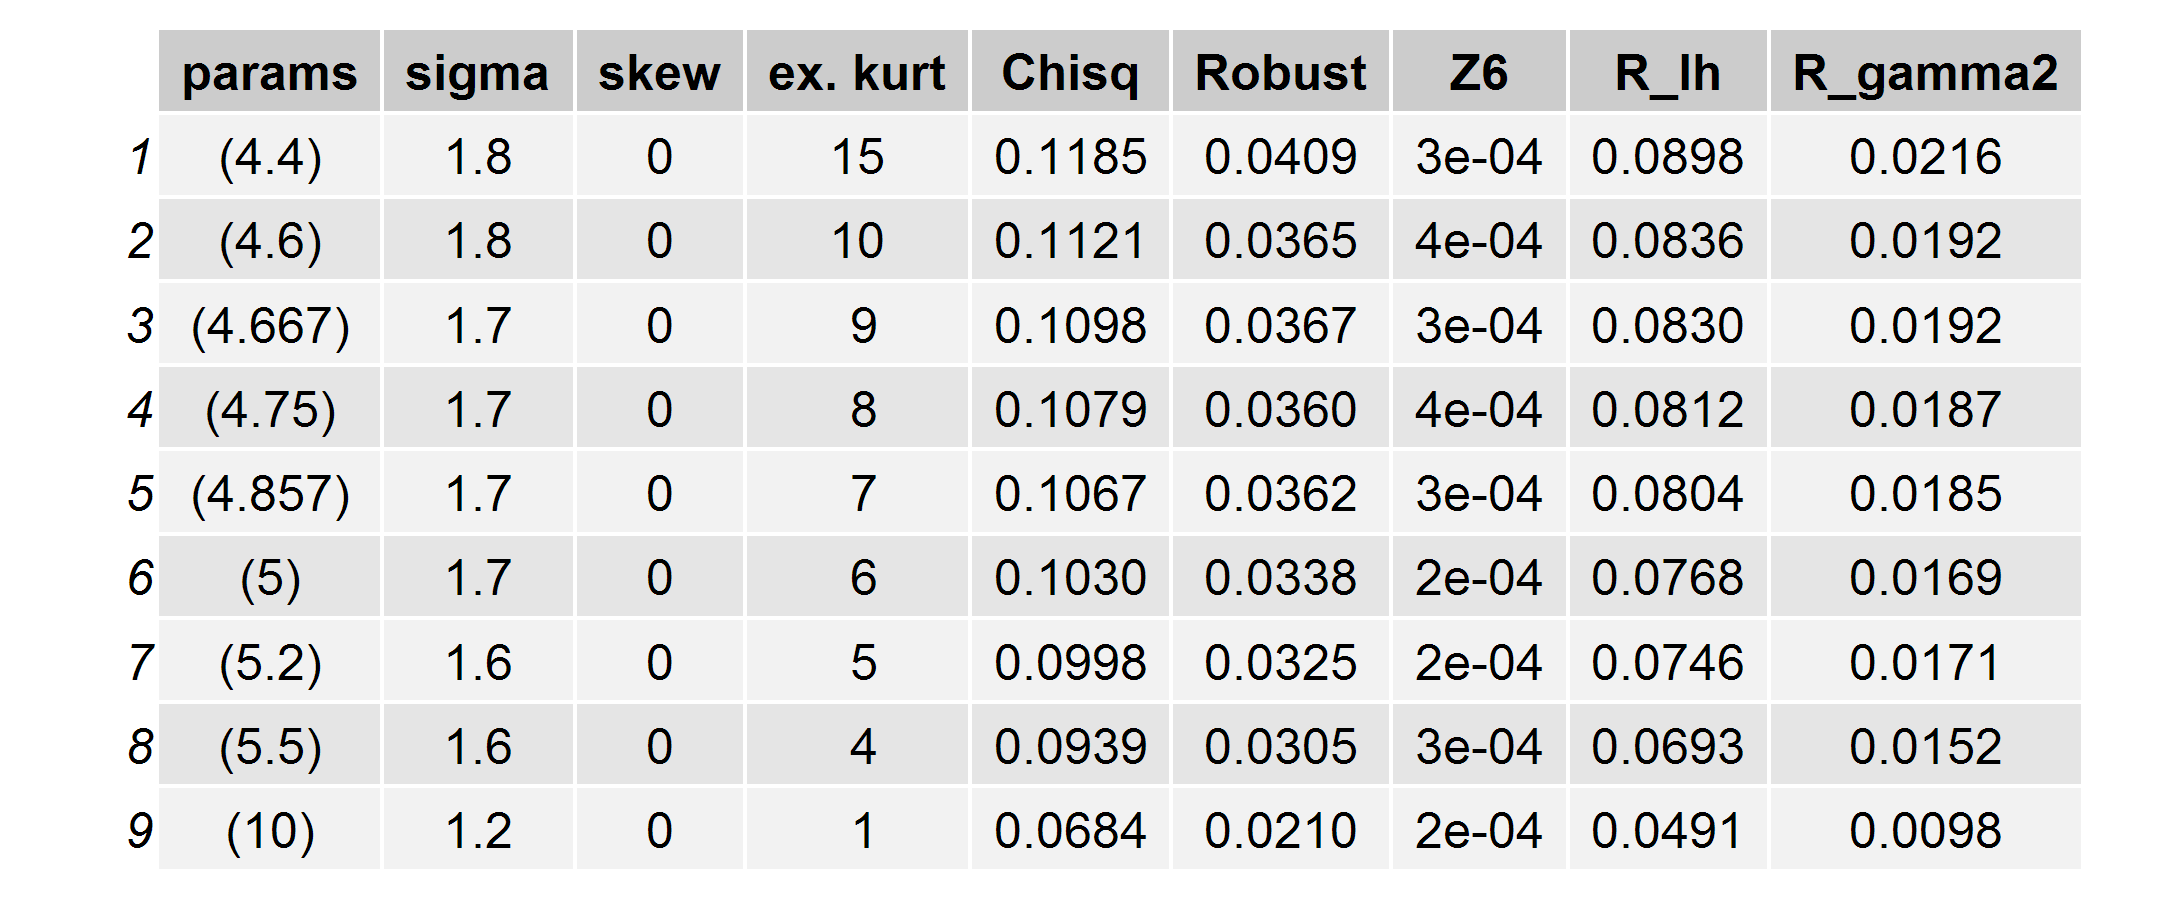 params sigma skew ex. kurt Chisq Robust Z6 R_lh R_gamma2
1 (4.4) 1.8 0 15 0.1185 0.0409 3e-04 0.0898 0.0216
2 (4.6) 1.8 0 10 0.1121 0.0365 4e-04 0.0836 0.0192
3 (4.667) 1.7 0 9 0.1098 0.0367 3e-04 0.0830 0.0192
4 (4.75) 1.7 0 8 0.1079 0.0360 4e-04 0.0812 0.0187
5 (4.857) 1.7 0 7 0.1067 0.0362 3e-04 0.0804 0.0185
6 (5) 1.7 0 6 0.1030 0.0338 2e-04 0.0768 0.0169
7 (5.2) 1.6 0 5 0.0998 0.0325 2e-04 0.0746 0.0171
8 (5.5) 1.6 0 4 0.0939 0.0305 3e-04 0.0693 0.0152
9 (10) 1.2 0 1 0.0684 0.0210 2e-04 0.0491 0.0098